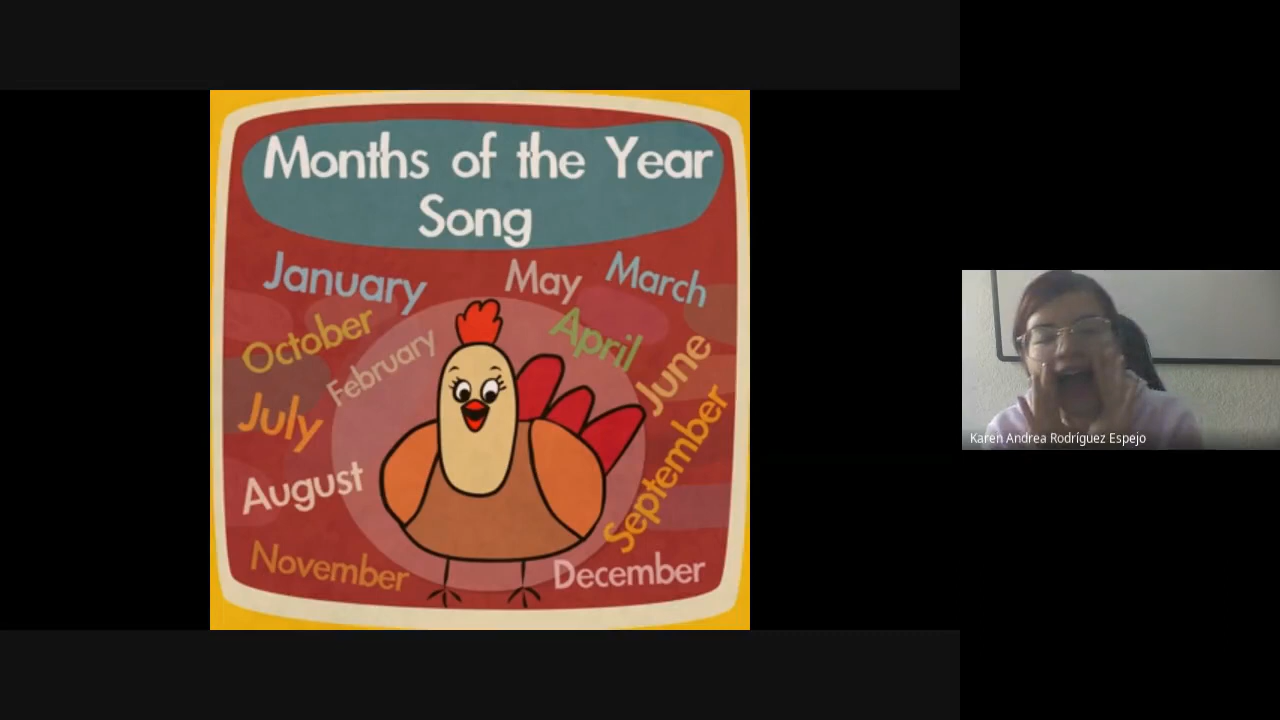 Months of the Year
Song
January
May
March
October
February
April
June
July
September
August
November
December
Karen Andrea Rodríguez Espejo